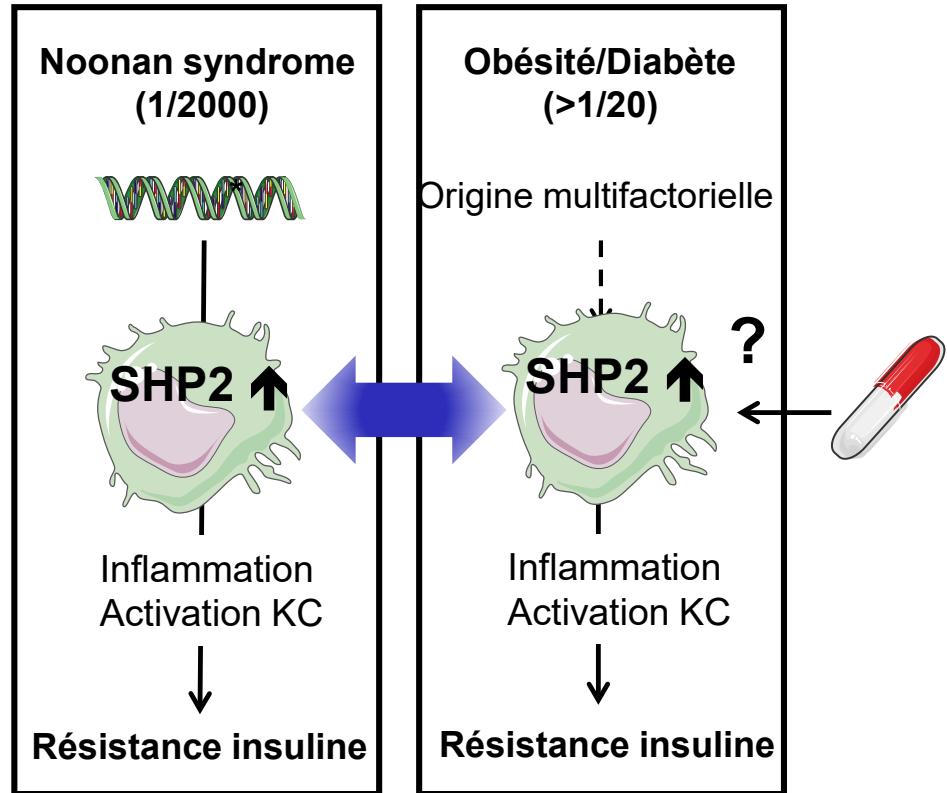 Noonan syndrome
(1/2000)
*
SHP2
Inflammation
Activation KC
Résistance insuline
Obésité/Diabète
(>1/20)
Origine multifactorielle
SHP2
?
Inflammation
Activation KC
Résistance insuline